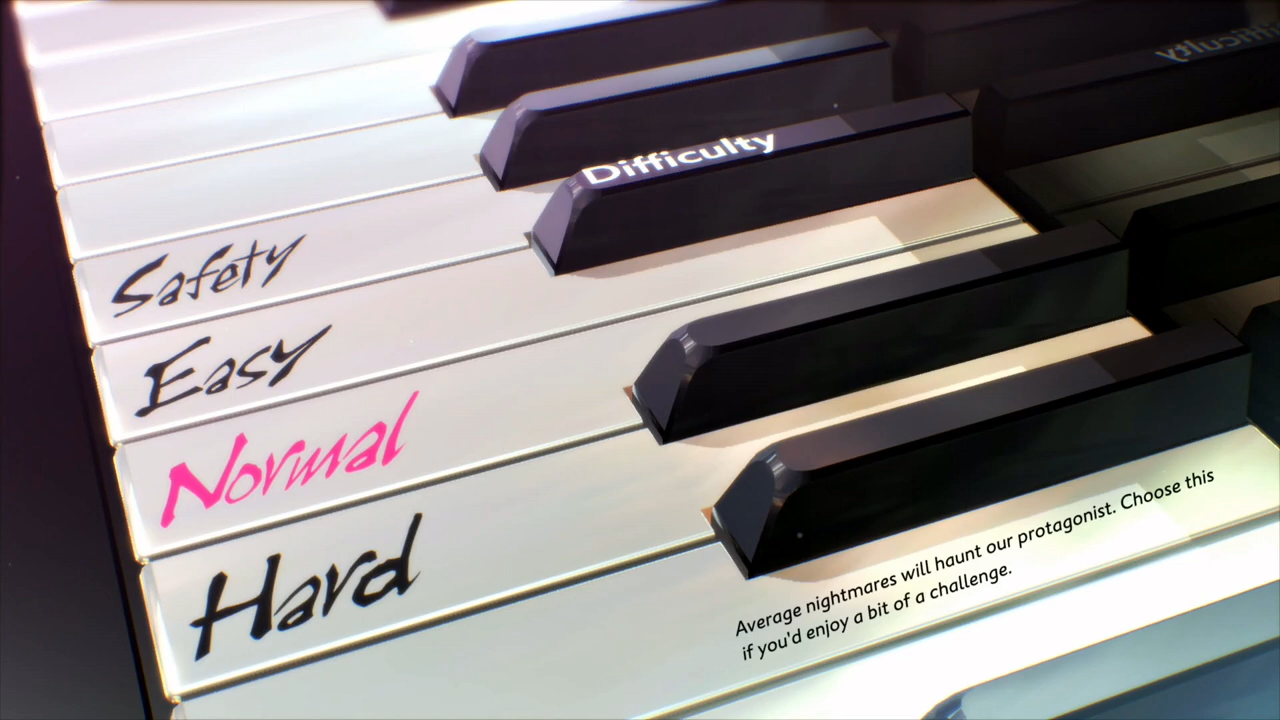 Difficulty
Difficulty
Safety
Easy
Normal
Hard
Average nightmares will haunt our protagonist. Choose this
if you'd enjoy a bit of a challenge.